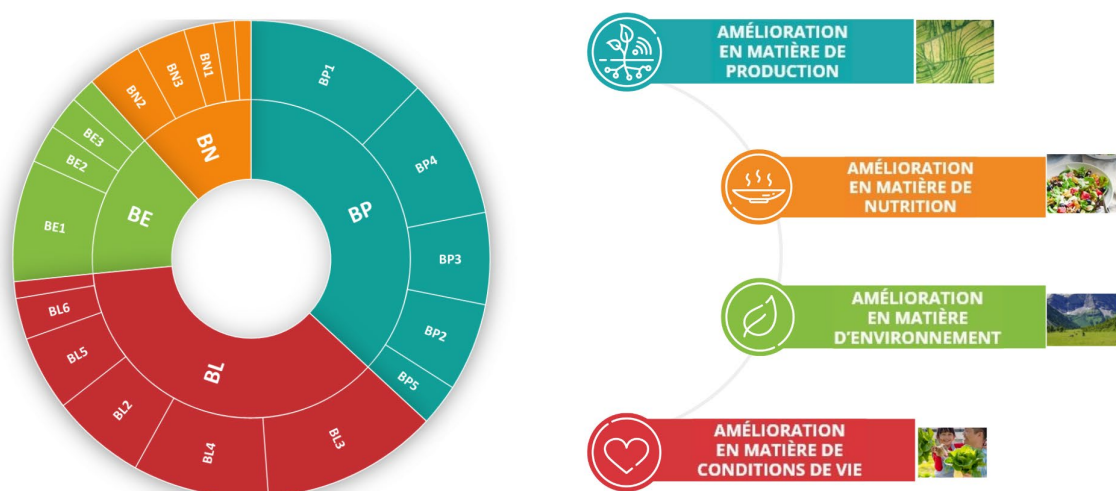 BP1
BP4
BP3
BP2
BP5
BP
BL3
BL4
BL2
BL5
BL6
BL
BE1
BE2
BE3
BE
BN2
BN3
BN1
BN
AMÉLIORATION
EN MATIÈRE DE
PRODUCTION
AMÉLIORATION
EN MATIÈRE DE
NUTRITION
AMÉLIORATION
EN MATIÈRE
D'ENVIRONNEMENT
AMÉLIORATION
EN MATIÈRE DE
CONDITIONS DE VIE